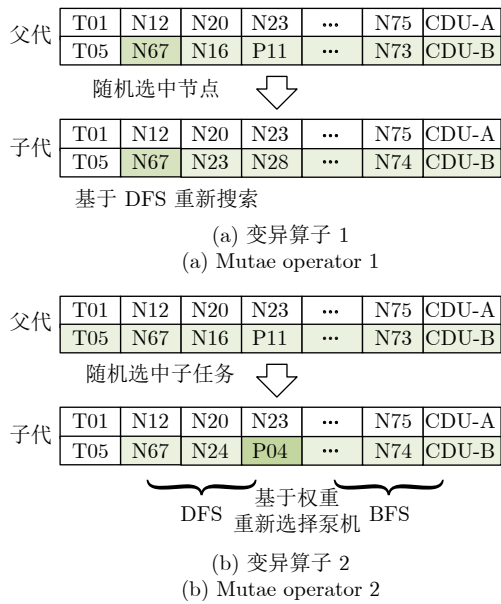 父代 T01 N12 N20 N23 ··· N75 CDU-A
T05 N67 N16 P11 ··· N73 CDU-B
随机选中节点
子代 T01 N12 N20 N23 ··· N75 CDU-A
T05 N67 N23 N28 ··· N74 CDU-B
基于 DFS 重新搜索
(a) 变异算子 1
(a) Mutae operator 1
父代 T01 N12 N20 N23 ··· N75 CDU-A
T05 N67 N16 P11 ··· N73 CDU-B
随机选中子任务
子代 T01 N12 N20 N23 ··· N75 CDU-A
T05 N67 N24 P04 ··· N74 CDU-B
DFS 基于权重 BFS
重新选择泵机
(b) 变异算子 2
(b) Mutae operator 2